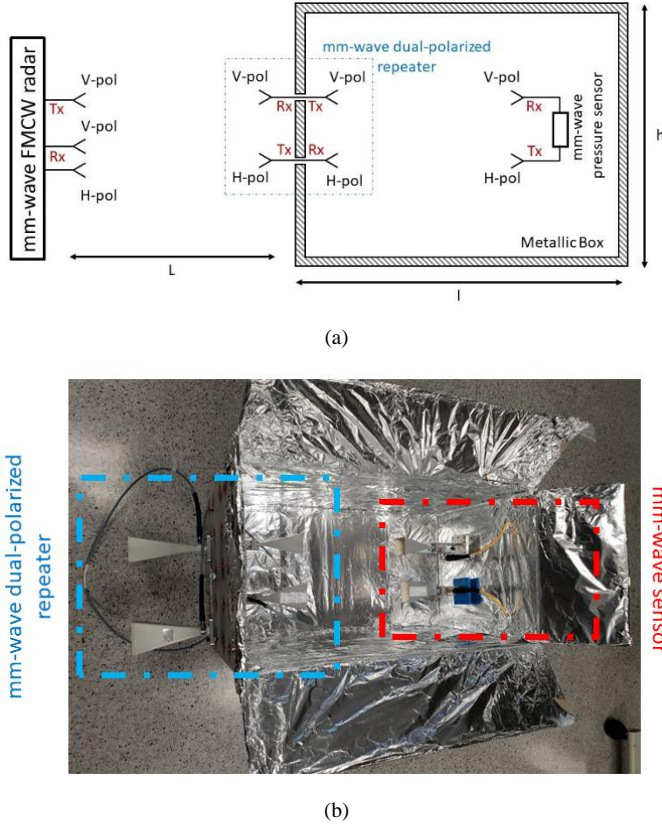 mm-wave FMCW radar
V-pol
Tx
V-pol
Rx
H-pol
L
mm-wave dual-polarized
repeater
V-pol
V-pol
Rx
Tx
Tx
Rx
H-pol
H-pol
V-pol
Rx
Tx
H-pol
mm-wave
pressure sensor
Metallic Box
h
l
(a)
mm-wave dual-polarized
repeater
mm-wave sensor
(b)